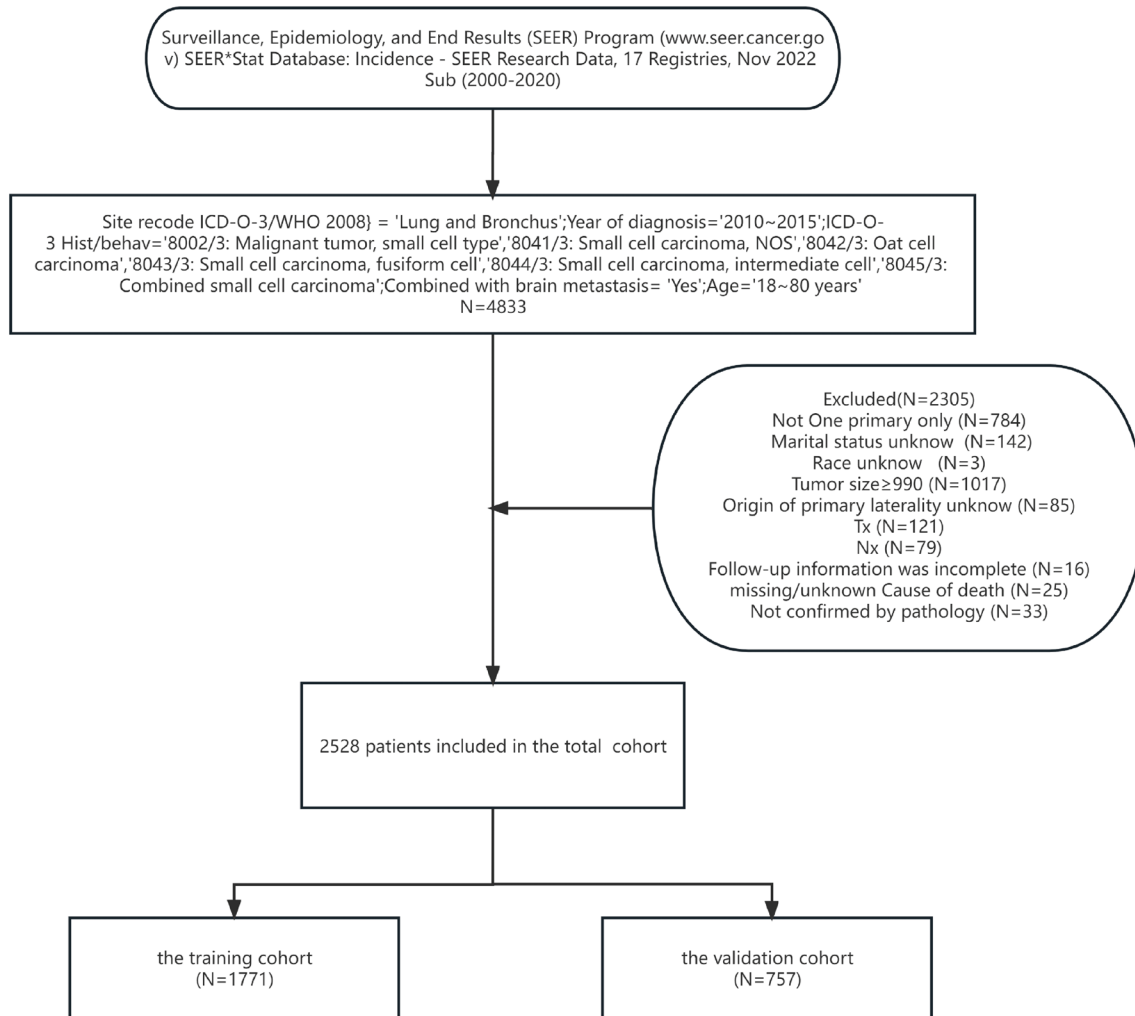 Surveillance, Epidemiology, and End Results (SEER) Program (www.seer.cancer.go
v) SEER*Stat Database: Incidence - SEER Research Data, 17 Registries, Nov 2022
Sub (2000-2020)
Site recode ICD-O-3/WHO 2008} = 'Lung and Bronchus';Year of diagnosis='2010~2015';ICD-O-
3 Hist/behav='8002/3: Malignant tumor, small cell type','8041/3: Small cell carcinoma, NOS','8042/3: Oat cell
carcinoma','8043/3: Small cell carcinoma, fusiform cell','8044/3: Small cell carcinoma, intermediate cell','8045/3:
Combined small cell carcinoma';Combined with brain metastasis= 'Yes';Age='18~80 years'
N=4833
Excluded(N=2305)
Not One primary only (N=784)
Marital status unknow (N=142)
Race unknow (N=3)
Tumor size≥990 (N=1017)
Origin of primary laterality unknow (N=85)
Tx (N=121)
Nx (N=79)
Follow-up information was incomplete (N=16)
missing/unknown Cause of death (N=25)
Not confirmed by pathology (N=33)
2528 patients included in the total cohort
the training cohort
(N=1771)
the validation cohort
(N=757)